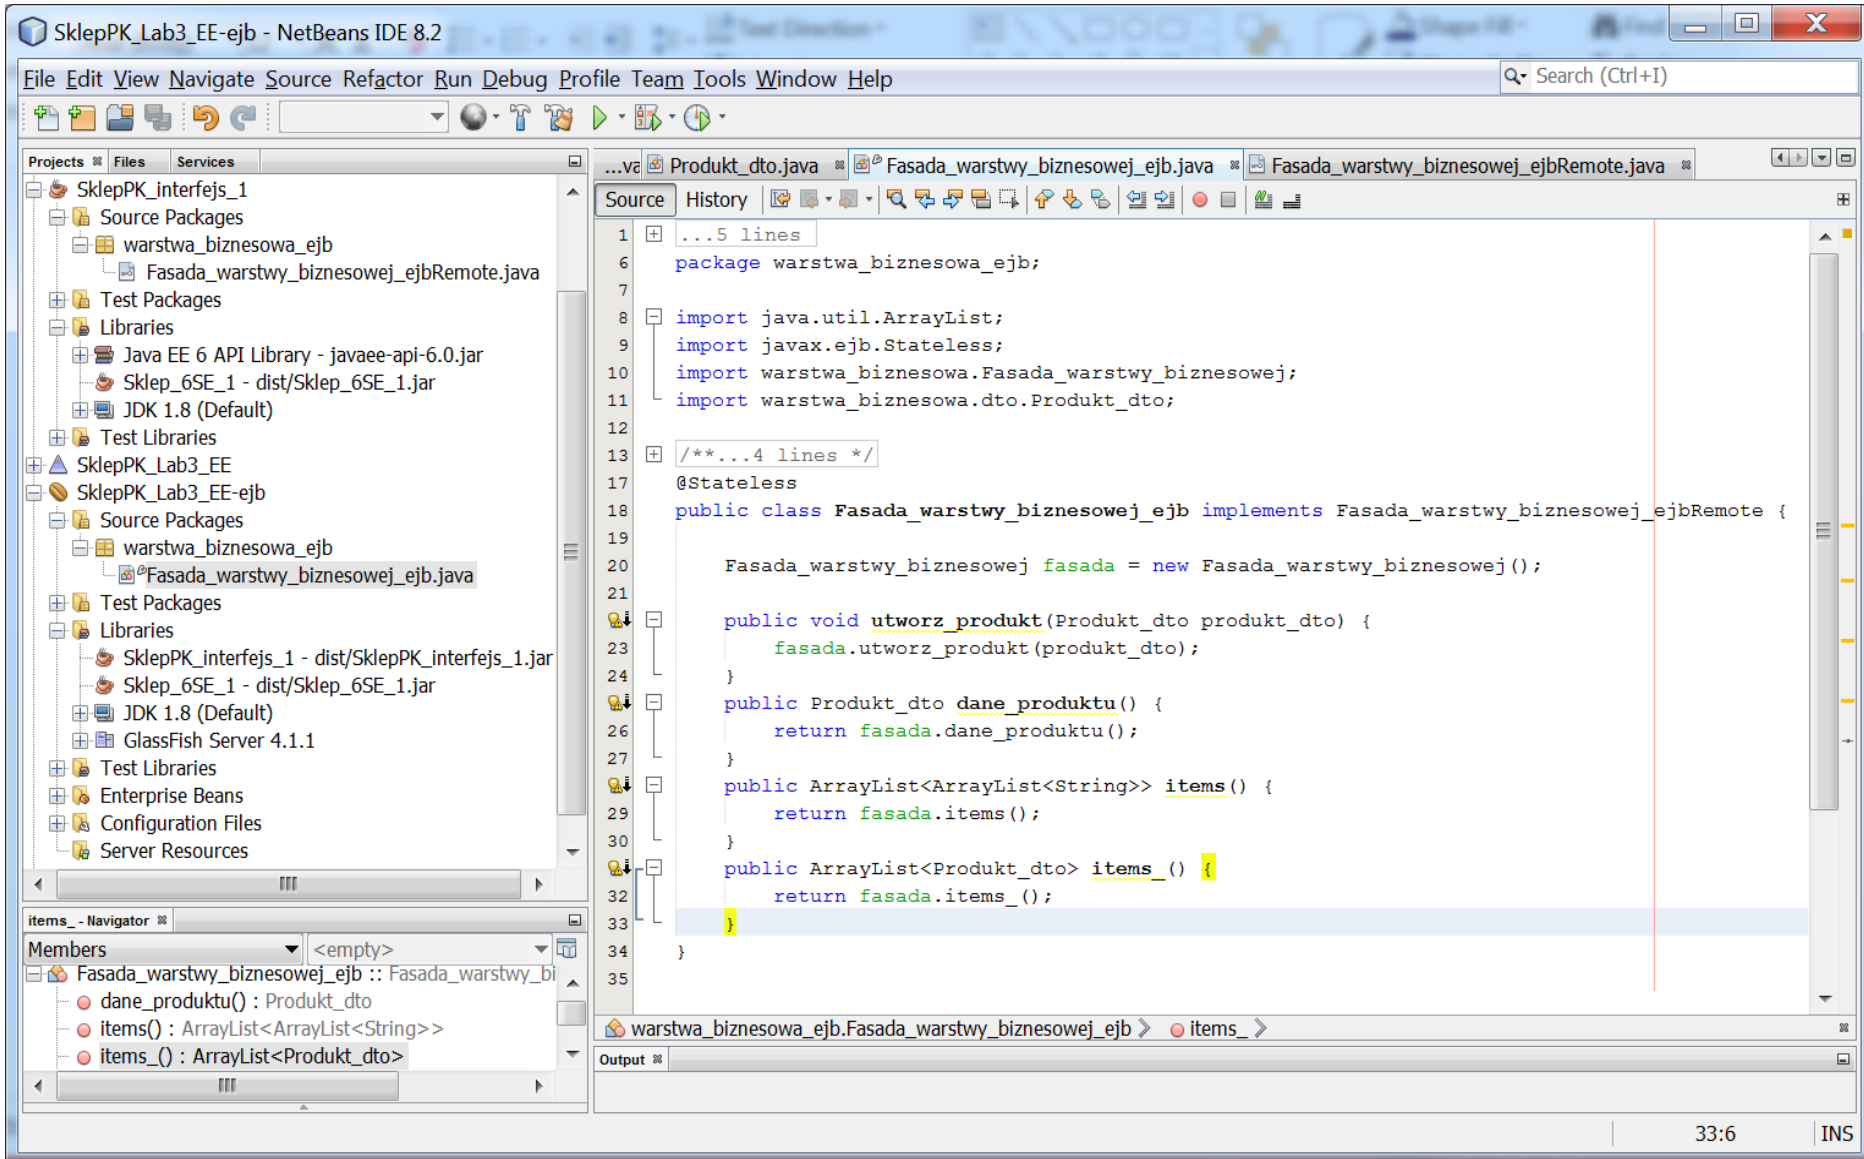 SklepPK_Lab3_EE-ejb - NetBeans IDE 8.2
Text Direction
Shape Fill
Find
File Edit View Navigate Source Refactor Run Debug Profile Team Tools Window Help
Search (Ctrl+I)
Projects Files Services
SklepPK_interfejs_1
Source Packages
warstwa_biznesowa_ejb
Fasada_warstwy_biznesowej_ejbRemote.java
Test Packages
Libraries
Java EE 6 API Library - javaee-api-6.0.jar
Sklep_6SE_1 - dist/Sklep_6SE_1.jar
JDK 1.8 (Default)
Test Libraries
SklepPK_Lab3_EE
SklepPK_Lab3_EE-ejb
Source Packages
warstwa_biznesowa_ejb
Fasada_warstwy_biznesowej_ejb.java
Test Packages
Libraries
SklepPK_interfejs_1 - dist/SklepPK_interfejs_1.jar
Sklep_6SE_1 - dist/Sklep_6SE_1.jar
JDK 1.8 (Default)
GlassFish Server 4.1.1
Test Libraries
Enterprise Beans
Configuration Files
Server Resources
items_ - Navigator
Members <empty>
Fasada_warstwy_biznesowej_ejb :: Fasada_warstwy_bi
dane_produktu() : Produkt_dto
items() : ArrayList<ArrayList<String>>
items_() : ArrayList<Produkt_dto>
...va Produkt_dto.java Fasada_warstwy_biznesowej_ejb.java Fasada_warstwy_biznesowej_ejbRemote.java
Source History
1 ...5 lines
6 package warstwa_biznesowa_ejb;
7
8 import java.util.ArrayList;
9 import javax.ejb.Stateless;
10 import warstwa_biznesowa.Fasada_warstwy_biznesowej;
11 import warstwa_biznesowa.dto.Produkt_dto;
12
13 /**...4 lines */
17 @Stateless
18 public class Fasada_warstwy_biznesowej_ejb implements Fasada_warstwy_biznesowej_ejbRemote {
19
20 Fasada_warstwy_biznesowej fasada = new Fasada_warstwy_biznesowej();
21
public void utworz_produkt(Produkt_dto produkt_dto) {
23 fasada.utworz_produkt(produkt_dto);
24 }
public Produkt_dto dane_produktu() {
26 return fasada.dane_produktu();
27 }
public ArrayList<ArrayList<String>> items() {
29 return fasada.items();
30 }
public ArrayList<Produkt_dto> items_() {
32 return fasada.items_();
33 }
34 }
35
warstwa_biznesowa_ejb.Fasada_warstwy_biznesowej_ejb items_
Output
33:6 INS